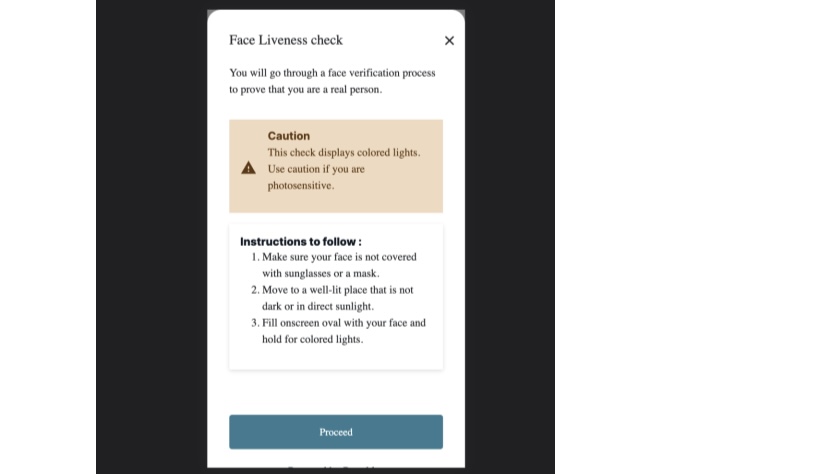 Face Liveness check
You will go through a face verification process
to prove that you are a real person.
Caution
This check displays colored lights.
Use caution if you are
photosensitive.
Instructions to follow :
1. Make sure your face is not covered
with sunglasses or a mask.
2. Move to a well-lit place that is not
dark or in direct sunlight.
3. Fill onscreen oval with your face and
hold for colored lights.
Proceed